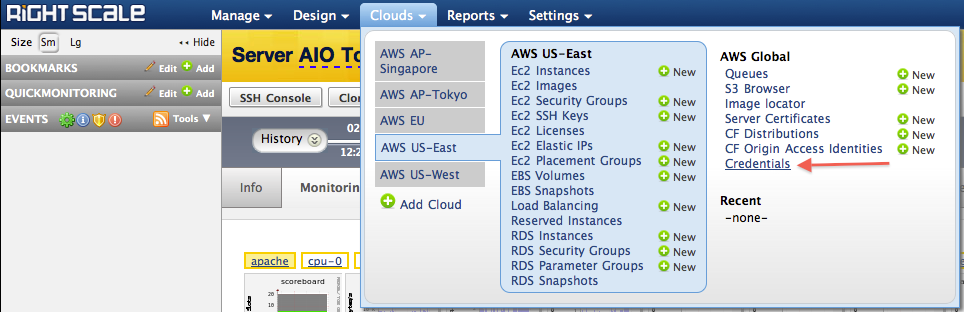 RIGHTSCALE
Manage
Design
Clouds
Reports
Settings
Size Sm Lg
Hide
BOOKMARKS Edit Add
QUICKMONITORING Edit Add
EVENTS Tools
Server AIO To
SSH Console
Clon
History
02
12:2
Info
Monitorin
apache
cpu-0
scoreboard
20
10
AWS AP-
Singapore
AWS AP-Tokyo
AWS EU
AWS US-East
AWS US-West
Add Cloud
AWS US-East
Ec2 Instances New
Ec2 Images
Ec2 Security Groups New
Ec2 SSH Keys New
Ec2 Licenses
Ec2 Elastic IPs New
Ec2 Placement Groups New
EBS Volumes New
EBS Snapshots
Load Balancing New
Reserved Instances
RDS Instances New
RDS Security Groups New
RDS Parameter Groups New
RDS Snapshots
AWS Global
Queues New
S3 Browser New
Image locator
Server Certificates New
CF Distributions New
CF Origin Access Identities New
Credentials
Recent
-none-